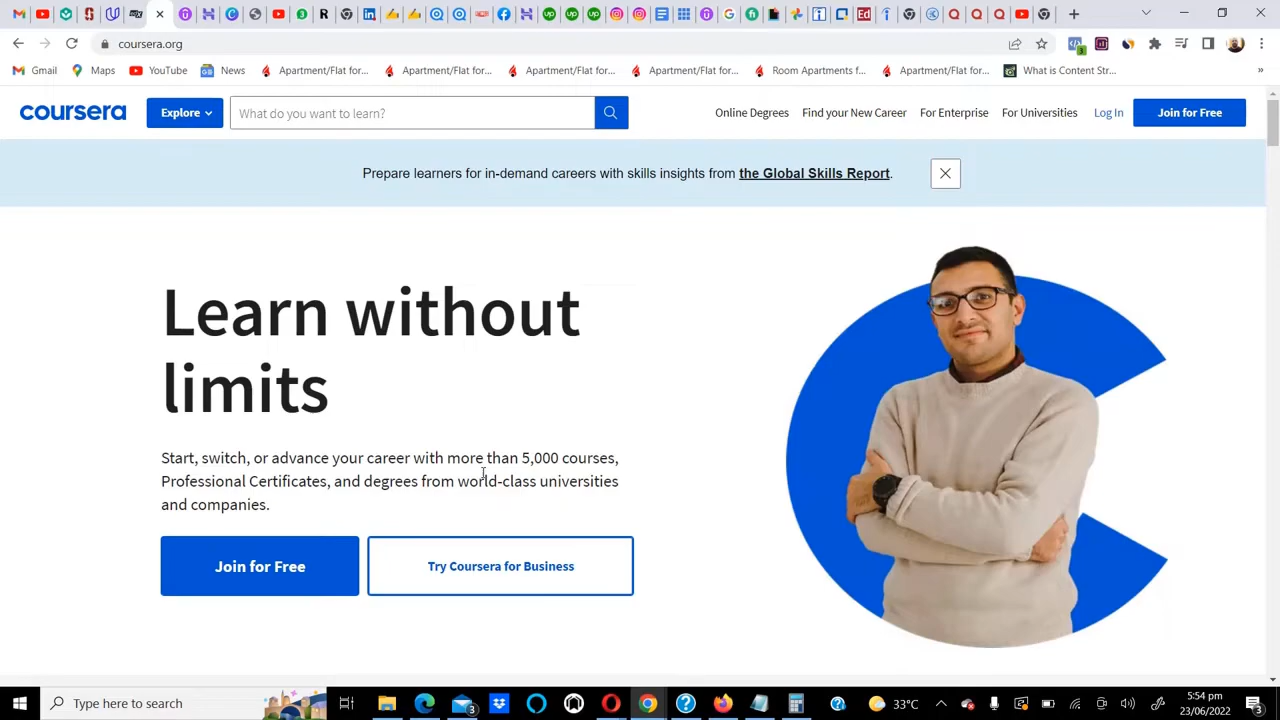 coursera.org
Gmail
Maps
YouTube
News
Apartment/Flat for...
Apartment/Flat for...
Apartment/Flat for...
Apartment/Flat for...
Room Apartments f...
Apartment/Flat for...
What is Content Str...
»
coursera
Explore
What do you want to learn?
Online Degrees
Find your New Career
For Enterprise
For Universities
Log In
Join for Free
Prepare learners for in-demand careers with skills insights from the Global Skills Report.
Learn without
limits
Start, switch, or advance your career with more than 5,000 courses,
Professional Certificates, and degrees from world-class universities
and companies.
Join for Free
Try Coursera for Business
Type here to search
3
33°C
5:54 pm
23/06/2022
3